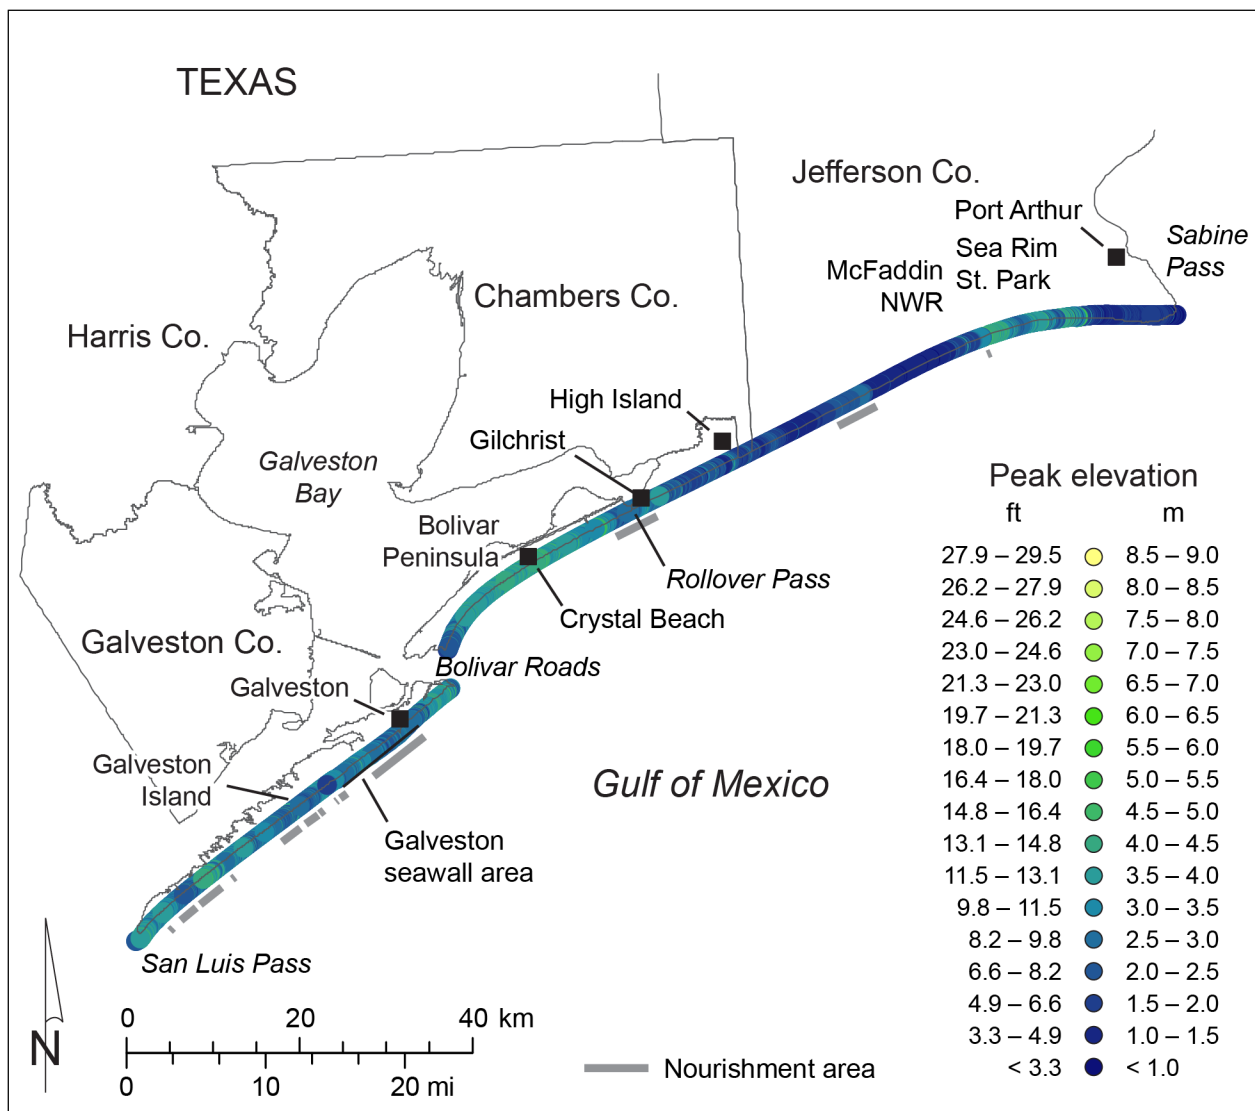 TEXAS
Jefferson Co.
Port Arthur
Sabine
Pass
Sea Rim
St. Park
McFaddin
NWR
Chambers Co.
Harris Co.
High Island
Gilchrist
Galveston
Bay
Bolivar
Peninsula
Rollover Pass
Crystal Beach
Galveston Co.
Bolivar Roads
Galveston
Galveston
Island
Gulf of Mexico
Galveston
seawall area
San Luis Pass
Peak elevation
ft m
27.9 – 29.5 8.5 – 9.0
26.2 – 27.9 8.0 – 8.5
24.6 – 26.2 7.5 – 8.0
23.0 – 24.6 7.0 – 7.5
21.3 – 23.0 6.5 – 7.0
19.7 – 21.3 6.0 – 6.5
18.0 – 19.7 5.5 – 6.0
16.4 – 18.0 5.0 – 5.5
14.8 – 16.4 4.5 – 5.0
13.1 – 14.8 4.0 – 4.5
11.5 – 13.1 3.5 – 4.0
9.8 – 11.5 3.0 – 3.5
8.2 – 9.8 2.5 – 3.0
6.6 – 8.2 2.0 – 2.5
4.9 – 6.6 1.5 – 2.0
3.3 – 4.9 1.0 – 1.5
< 3.3 < 1.0
N
0 20 40 km
0 10 20 mi
Nourishment area